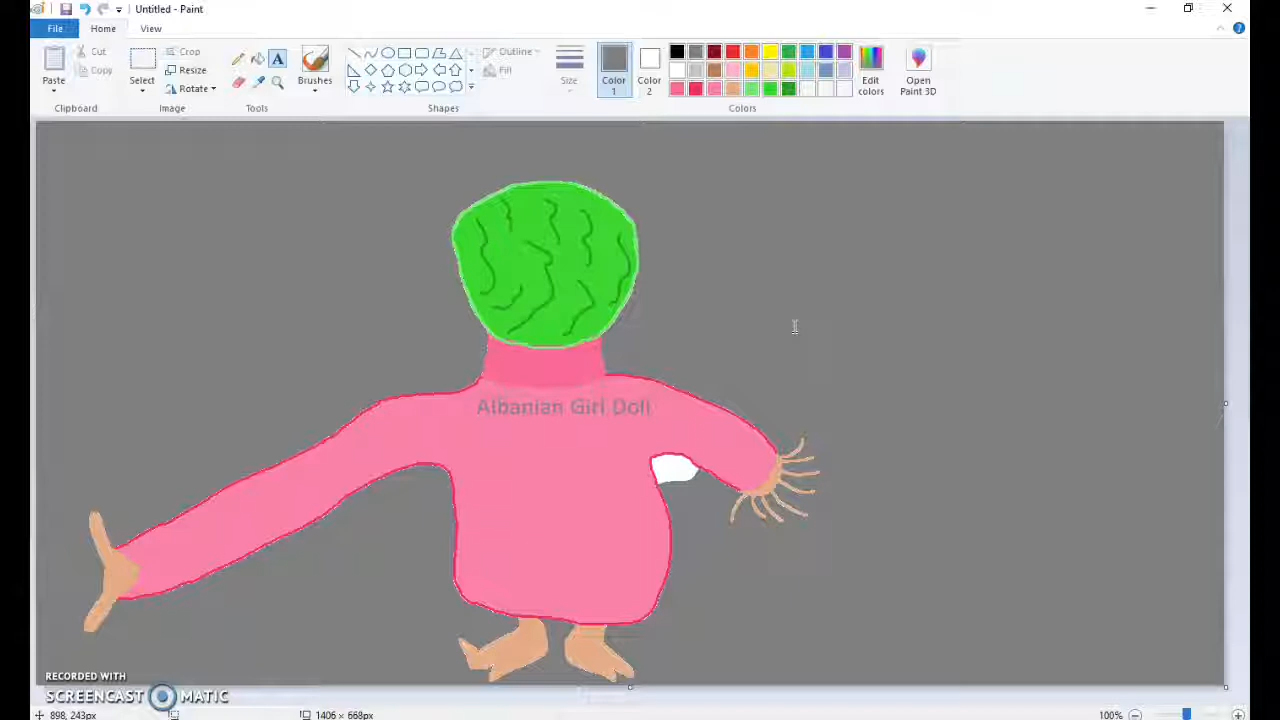 Untitled - Paint
File
Home
View
Paste
Cut
Copy
Clipboard
Select
Crop
Resize
Rotate
Image
A
Tools
Brushes
Outline
Fill
Shapes
Size
Color 1
Color 2
Edit colors
Open Paint 3D
Colors
Albanian Girl Doll
RECORDED WITH
SCREENCAST MATIC
898, 243px
1406 × 668px
100%